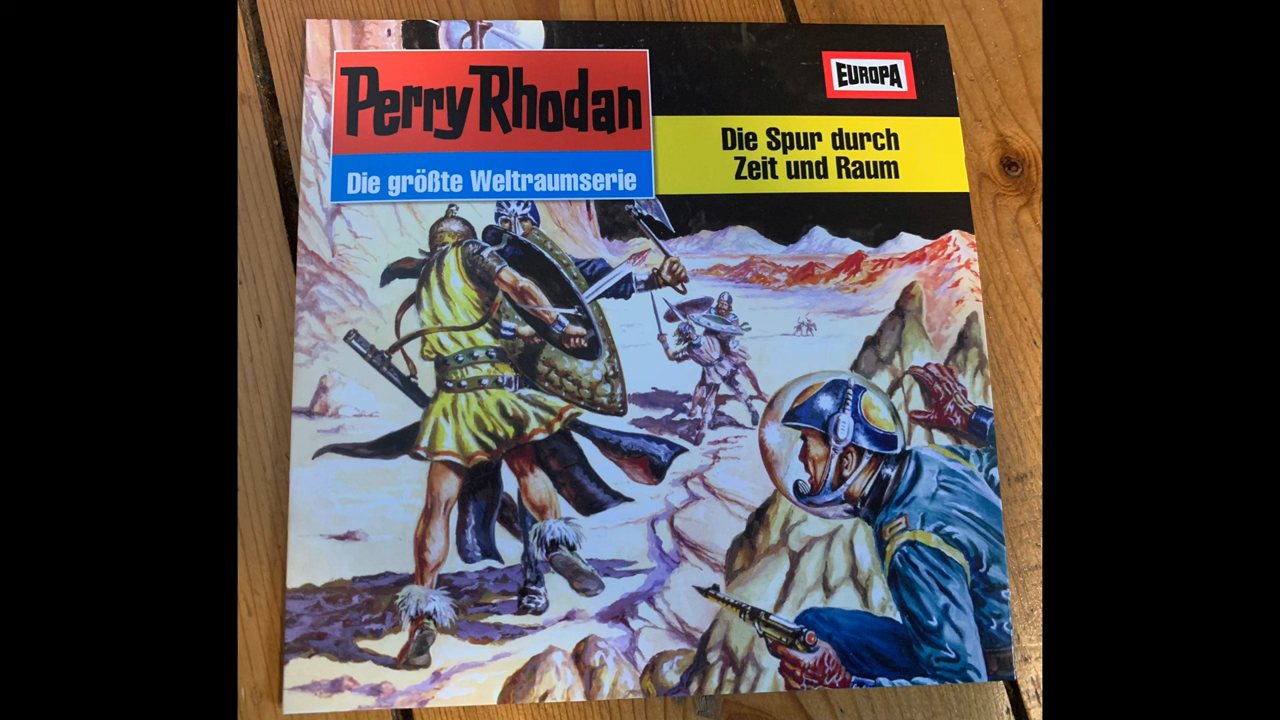 Perry Rhodan
Die größte Weltraumserie
EUROPA
Die Spur durch
Zeit und Raum